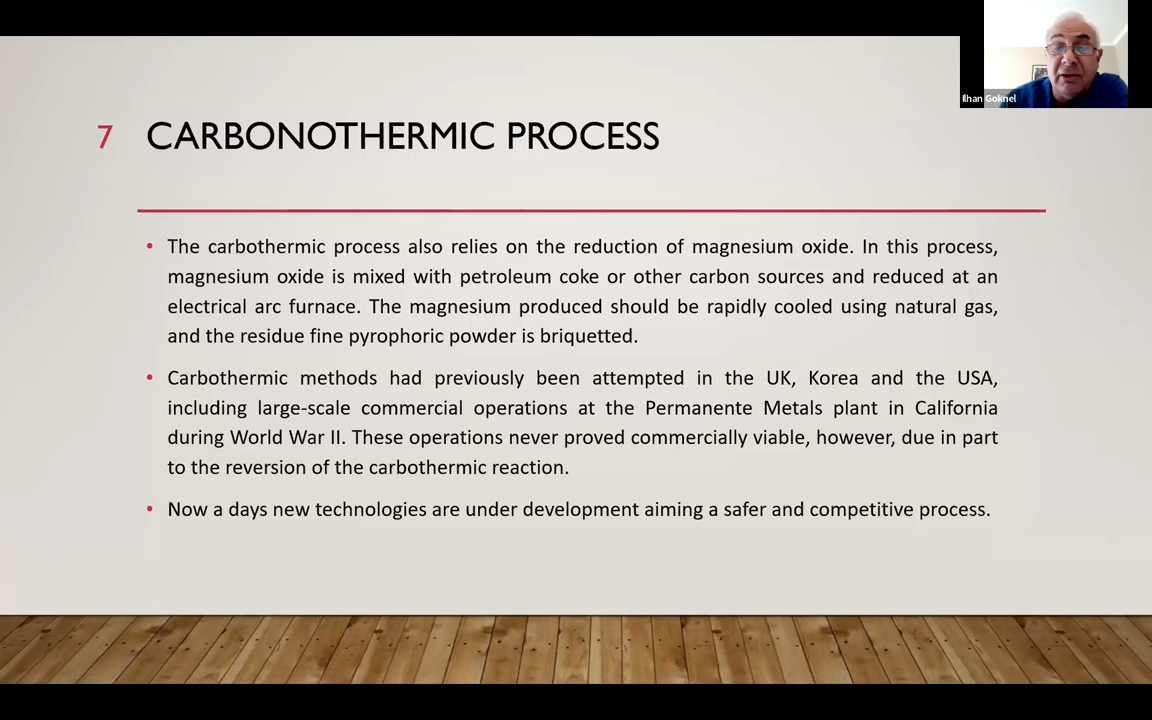 Ilhan Goknel
7 CARBONOTHERMIC PROCESS
• The carbothermic process also relies on the reduction of magnesium oxide. In this process,
magnesium oxide is mixed with petroleum coke or other carbon sources and reduced at an
electrical arc furnace. The magnesium produced should be rapidly cooled using natural gas,
and the residue fine pyrophoric powder is briquetted.
• Carbothermic methods had previously been attempted in the UK, Korea and the USA,
including large-scale commercial operations at the Permanente Metals plant in California
during World War II. These operations never proved commercially viable, however, due in part
to the reversion of the carbothermic reaction.
• Now a days new technologies are under development aiming a safer and competitive process.